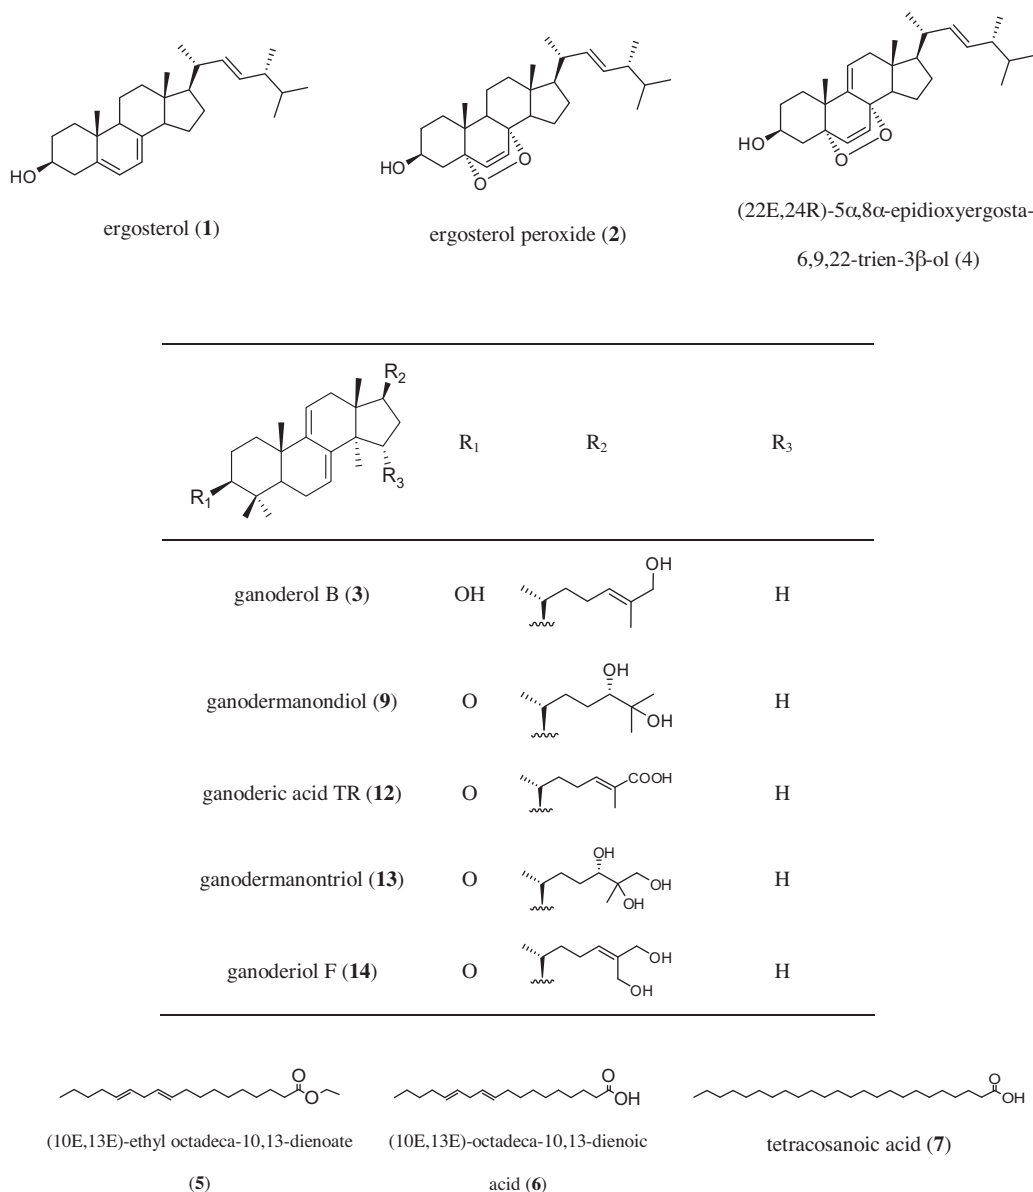 HO
O
O
ergosterol (1)
HO
O
O
ergosterol peroxide (2)
HO
O
O
(22E,24R)-5α,8α-epidioxyergosta-
6,9,22-trien-3β-ol (4)
R2
R3
R1
R1 R2 R3
OH
ganoderol B (3) OH H
OH
ganodermanondiol (9) O OH H
ganoderic acid TR (12) O COOH H
OH
ganodermanontriol (13) O OH H
OH
ganoderiol F (14) O OH H
OH
O
O
(10E,13E)-ethyl octadeca-10,13-dienoate
(5)
O
OH
(10E,13E)-octadeca-10,13-dienoic
acid (6)
O
OH
tetracosanoic acid (7)